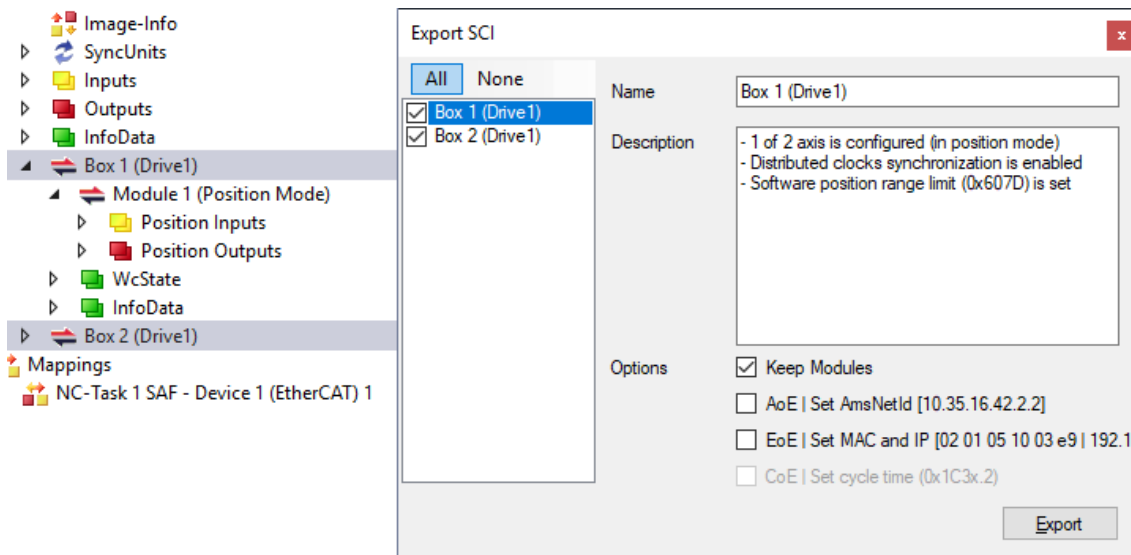 Image-Info
SyncUnits
Inputs
Outputs
InfoData
Box 1 (Drive1)
Module 1 (Position Mode)
Position Inputs
Position Outputs
WcState
InfoData
Box 2 (Drive1)
Mappings
NC-Task 1 SAF - Device 1 (EtherCAT) 1
Export SCI
x
All None
Box 1 (Drive1)
Box 2 (Drive1)
Name
Box 1 (Drive1)
Description
- 1 of 2 axis is configured (in position mode)
- Distributed clocks synchronization is enabled
- Software position range limit (0x607D) is set
Options
Keep Modules
AoE | Set AmsNetId [10.35.16.42.2.2]
EoE | Set MAC and IP [02 01 05 10 03 e9 | 192.1
CoE | Set cycle time (0x1C3x.2)
Export